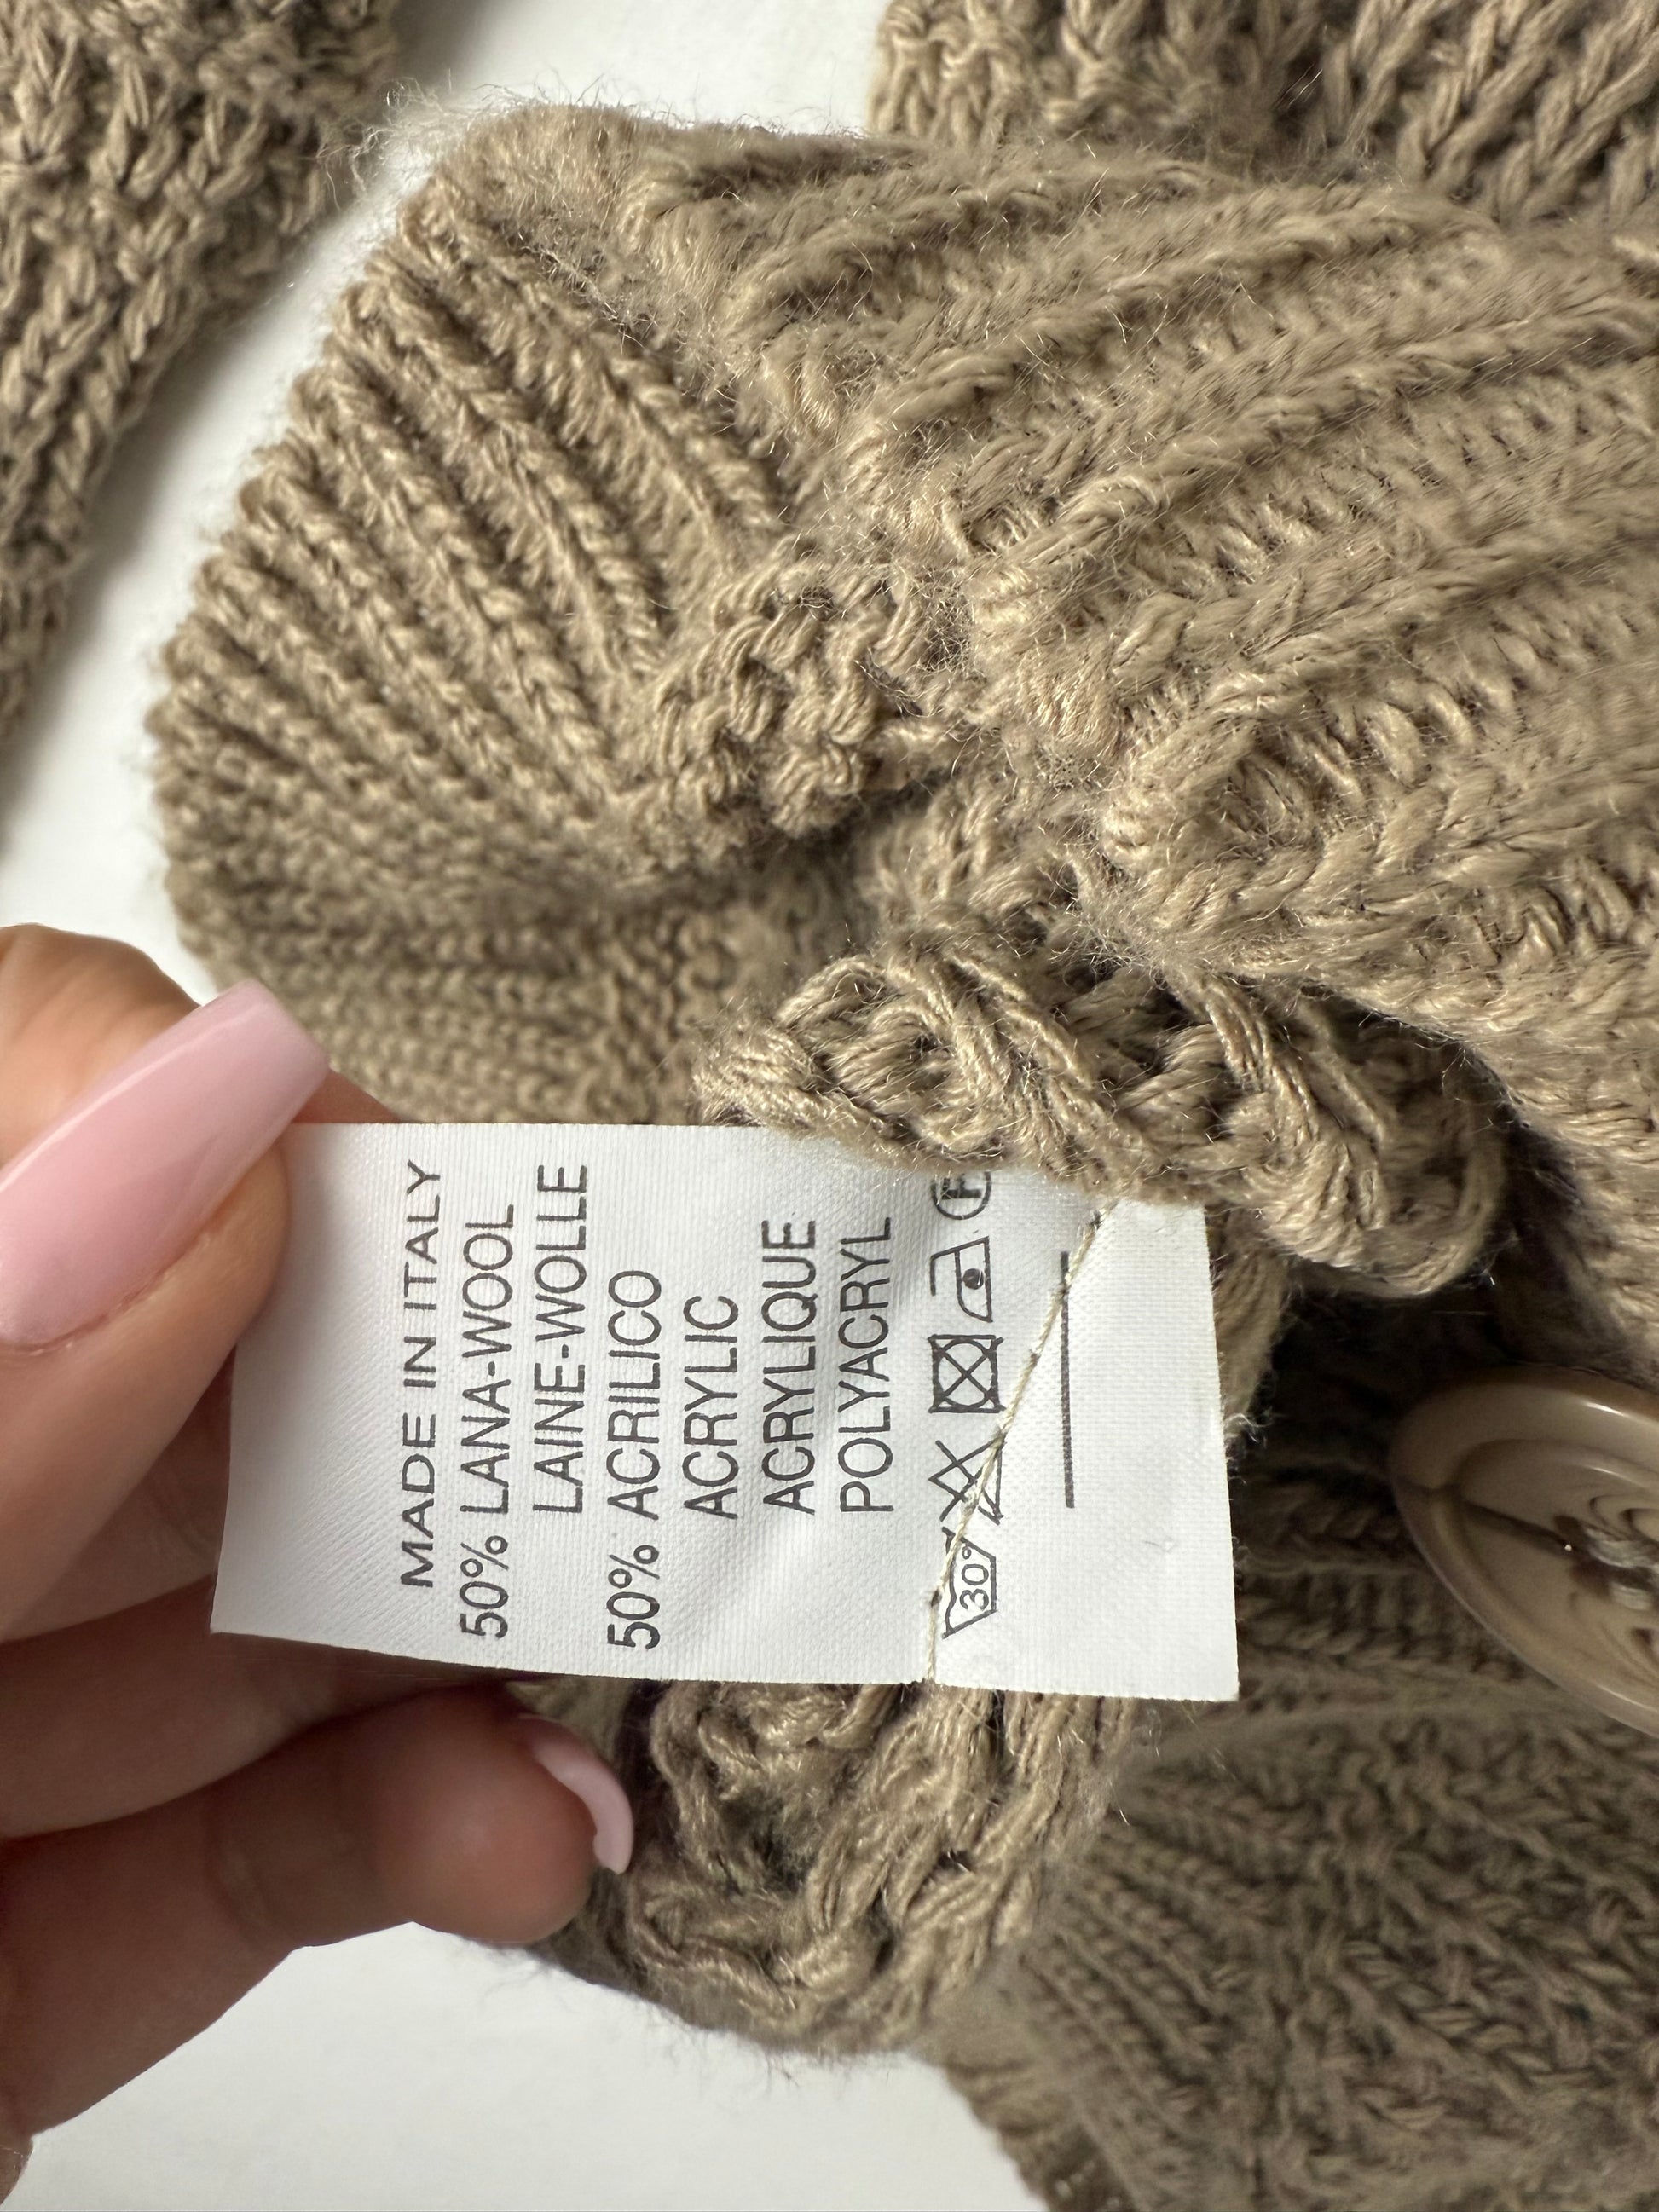 MADE IN ITALY
50% LANA-WOOL
LAINE-WOLLE
50% ACRILICO
ACRYLIC
ACRYLIQUE
POLYACRYL
30°